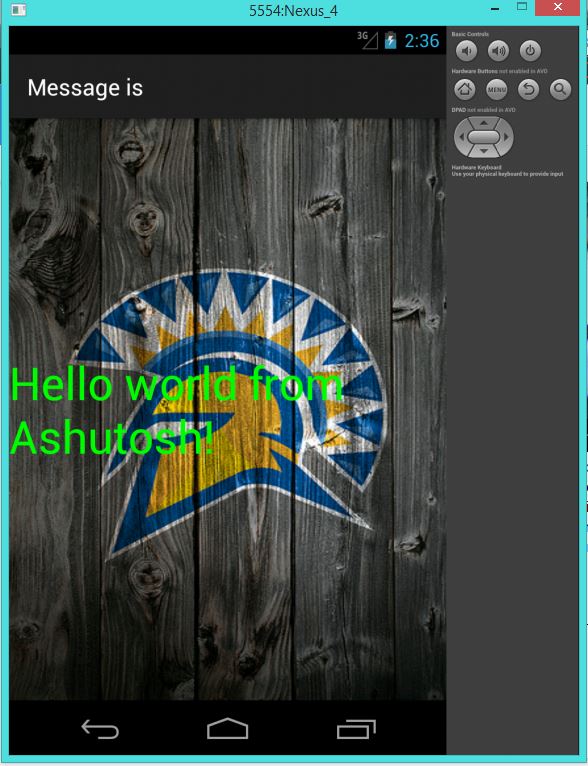 5554:Nexus_4
3G 2:36
Message is
Hello world from
Ashutosh!
Basic Controls
Hardware Buttons not enabled in AVD
MENU
DPAD not enabled in AVD
Hardware Keyboard
Use your physical keyboard to provide input